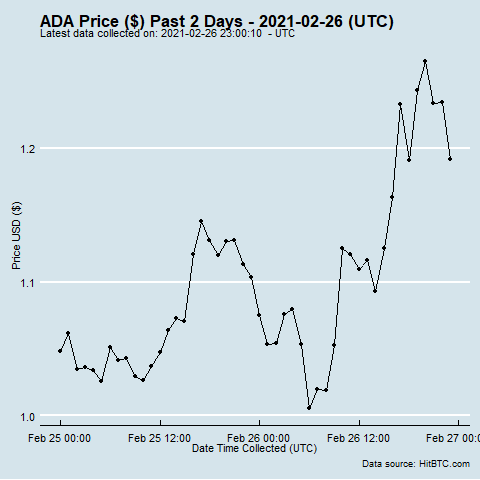 ADA Price ($) Past 2 Days - 2021-02-26 (UTC)
Latest data collected on: 2021-02-26 23:00:10  - UTC
1.2
Price USD ($)
1.1
1.0
Feb 25 00:00 Feb 25 12:00 Feb 26 00:00 Feb 26 12:00 Feb 27 00:00
Date Time Collected (UTC)
Data source: HitBTC.com